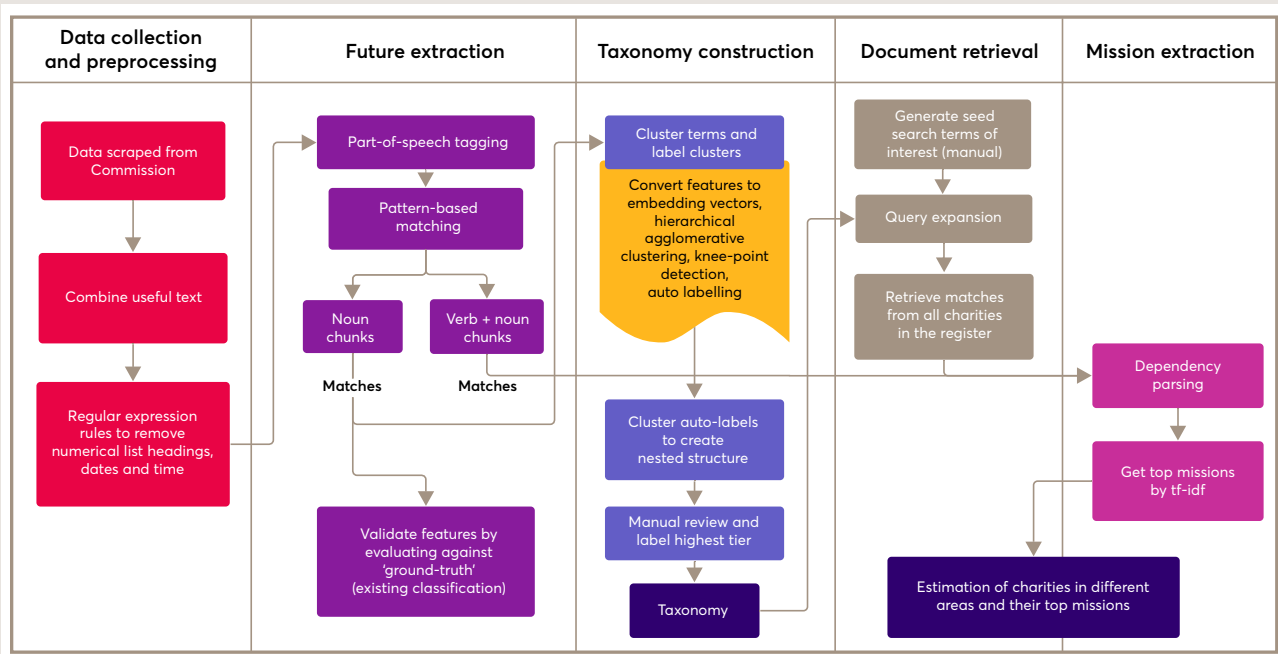 Data collection
and preprocessing
Future extraction
Taxonomy construction
Document retrieval
Mission extraction
Data scraped from
Commission
Combine useful text
Regular expression
rules to remove
numerical list headings,
dates and time
Part-of-speech tagging
Pattern-based
matching
Noun
chunks
Verb + noun
chunks
Matches
Matches
Validate features by
evaluating against
‘ground-truth’
(existing classification)
Cluster terms and
label clusters
Convert features to
embedding vectors,
hierarchical
agglomerative
clustering, knee-point
detection,
auto labelling
Cluster auto-labels
to create
nested structure
Manual review and
label highest tier
Taxonomy
Generate seed
search terms of
interest (manual)
Query expansion
Retrieve matches
from all charities
in the register
Dependency
parsing
Get top missions
by tf-idf
Estimation of charities in different
areas and their top missions